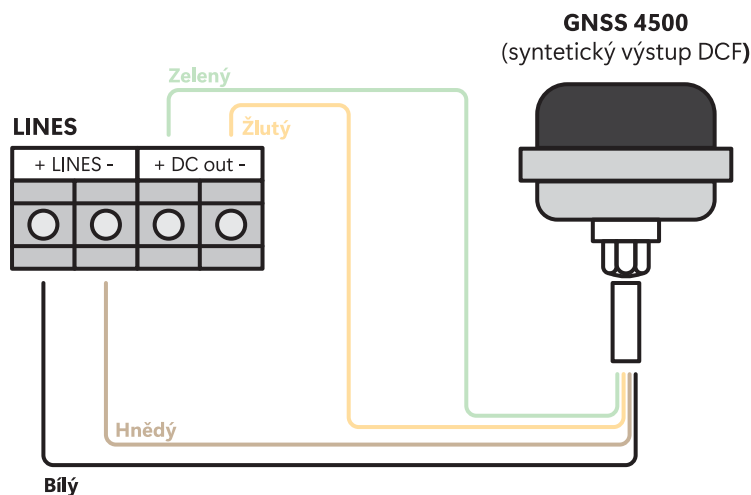 GNSS 4500
(syntetický výstup DCF)
Zelený
Žlutý
LINES
+ LINES -
+ DC out -
Hnědý
Bílý